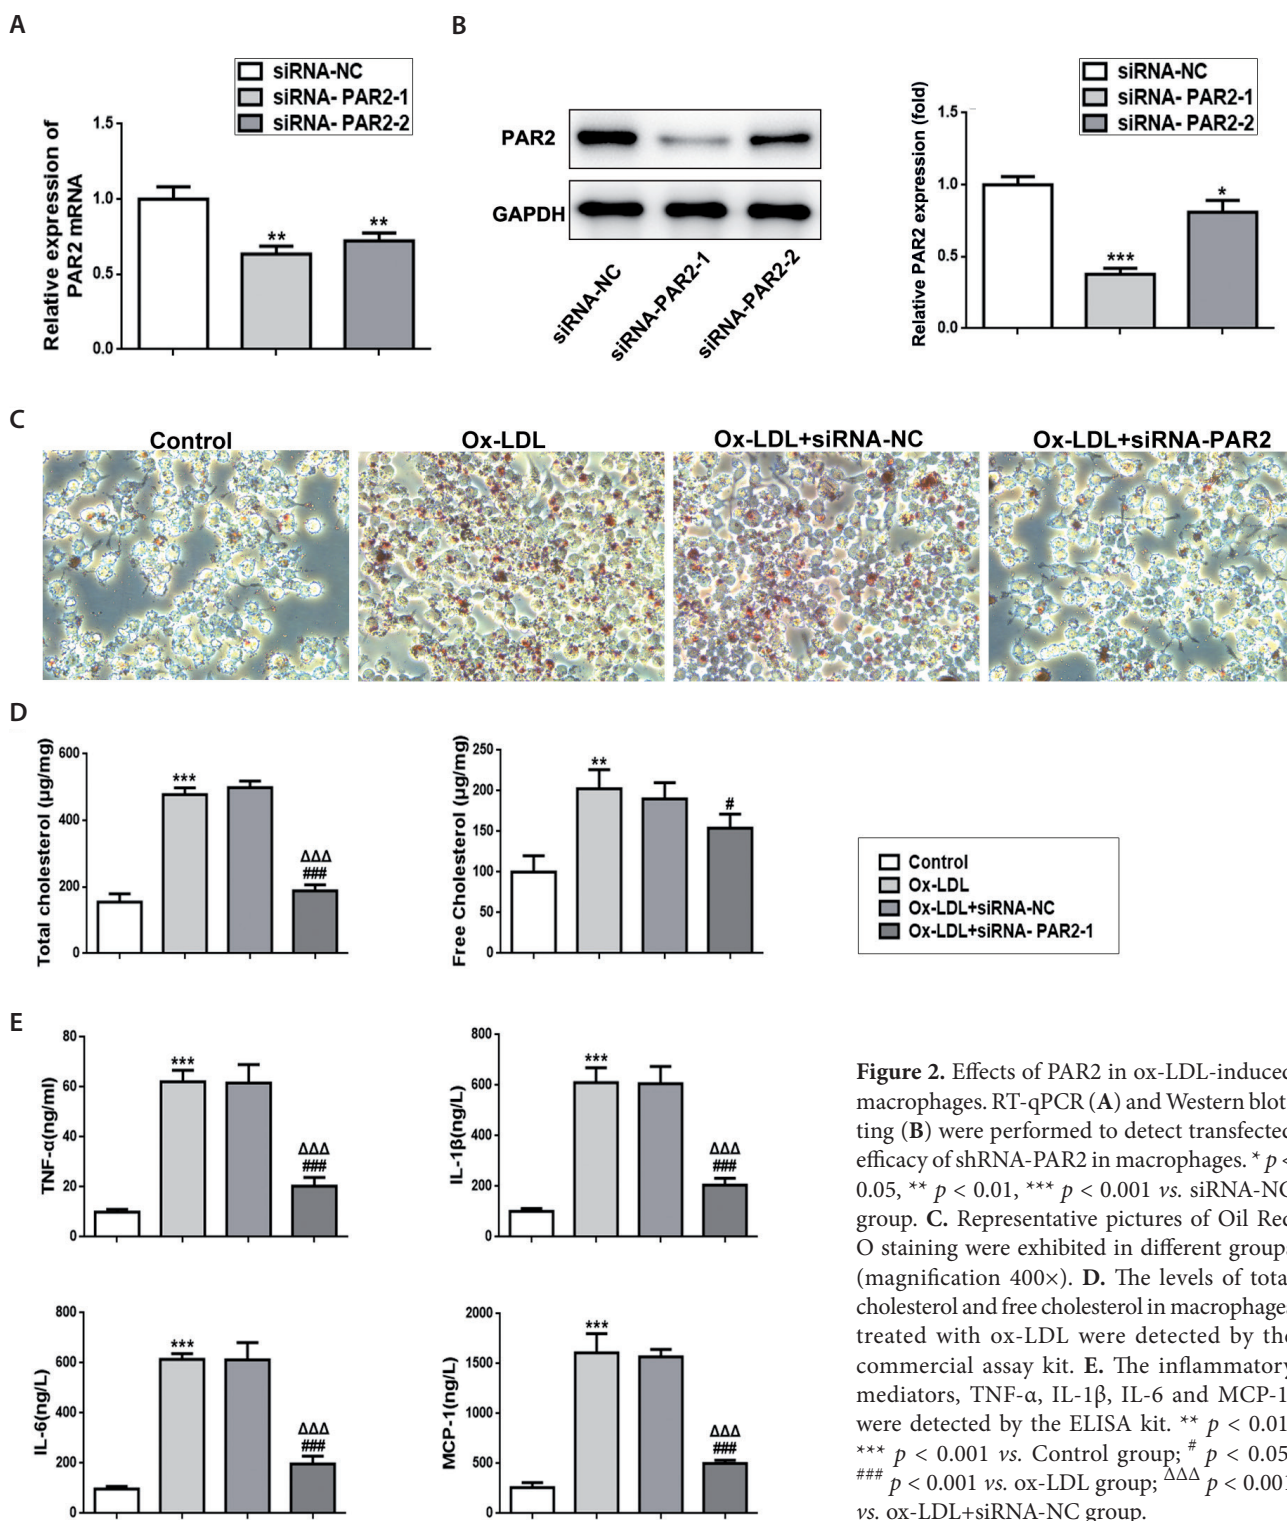 A
siRNA-NC
siRNA- PAR2-1
siRNA- PAR2-2
Relative expression of
PAR2 mRNA
1.5
1.0
0.5
0.0
**
**
B
PAR2
GAPDH
siRNA-NC
siRNA-PAR2-1
siRNA-PAR2-2
siRNA-NC
siRNA- PAR2-1
siRNA- PAR2-2
Relative PAR2 expression (fold)
1.5
1.0
0.5
0.0
***
*
C
Control
Ox-LDL
Ox-LDL+siRNA-NC
Ox-LDL+siRNA-PAR2
D
Total cholesterol (μg/mg)
600
400
200
0
***
ΔΔΔ
###
Free Cholesterol (μg/mg)
250
200
150
100
50
0
**
#
Control
Ox-LDL
Ox-LDL+siRNA-NC
Ox-LDL+siRNA- PAR2-1
E
TNF-α(ng/ml)
80
60
40
20
0
***
ΔΔΔ
###
IL-1β(ng/L)
800
600
400
200
0
***
ΔΔΔ
###
IL-6(ng/L)
800
600
400
200
0
***
ΔΔΔ
###
MCP-1(ng/L)
2000
1500
1000
500
0
***
ΔΔΔ
###
Figure 2. Effects of PAR2 in ox-LDL-induced
macrophages. RT-qPCR (A) and Western blot-
ting (B) were performed to detect transfected
efficacy of shRNA-PAR2 in macrophages. * p <
0.05, ** p < 0.01, *** p < 0.001 vs. siRNA-NC
group. C. Representative pictures of Oil Red
O staining were exhibited in different groups
(magnification 400×). D. The levels of total
cholesterol and free cholesterol in macrophages
treated with ox-LDL were detected by the
commercial assay kit. E. The inflammatory
mediators, TNF-α, IL-1β, IL-6 and MCP-1
were detected by the ELISA kit. ** p < 0.01,
*** p < 0.001 vs. Control group; # p < 0.05,
### p < 0.001 vs. ox-LDL group; ΔΔΔ p < 0.001
vs. ox-LDL+siRNA-NC group.